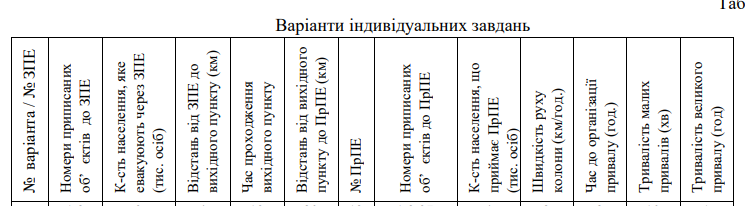 Таб
Варіанти індивідуальних завдань
№ варіанта / № ЗПЕ
Номери приписаних
об’ єктів до ЗПЕ
К-сть населення, яке
евакуюють через ЗПЕ
(тис. осіб)
Відстань від ЗПЕ до
вихідного пункту (км)
Час проходження
вихідного пункту
Відстань від вихідного
пункту до ПрПЕ (км)
№ ПрПЕ
Номери приписаних
об’ єктів до ПрПЕ
К-сть населення, що
приймає ПрПЕ
(тис. осіб)
Швидкість руху
колони (км/год.)
Час до організації
привалу (год.)
Тривалість малих
привалів (хв)
Тривалість великого
привалу (год)